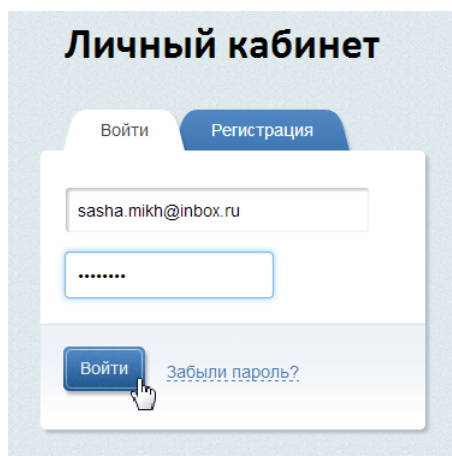 Личный кабинет
Войти Регистрация
sasha.mikh@inbox.ru
••••••••
Войти Забыли пароль?